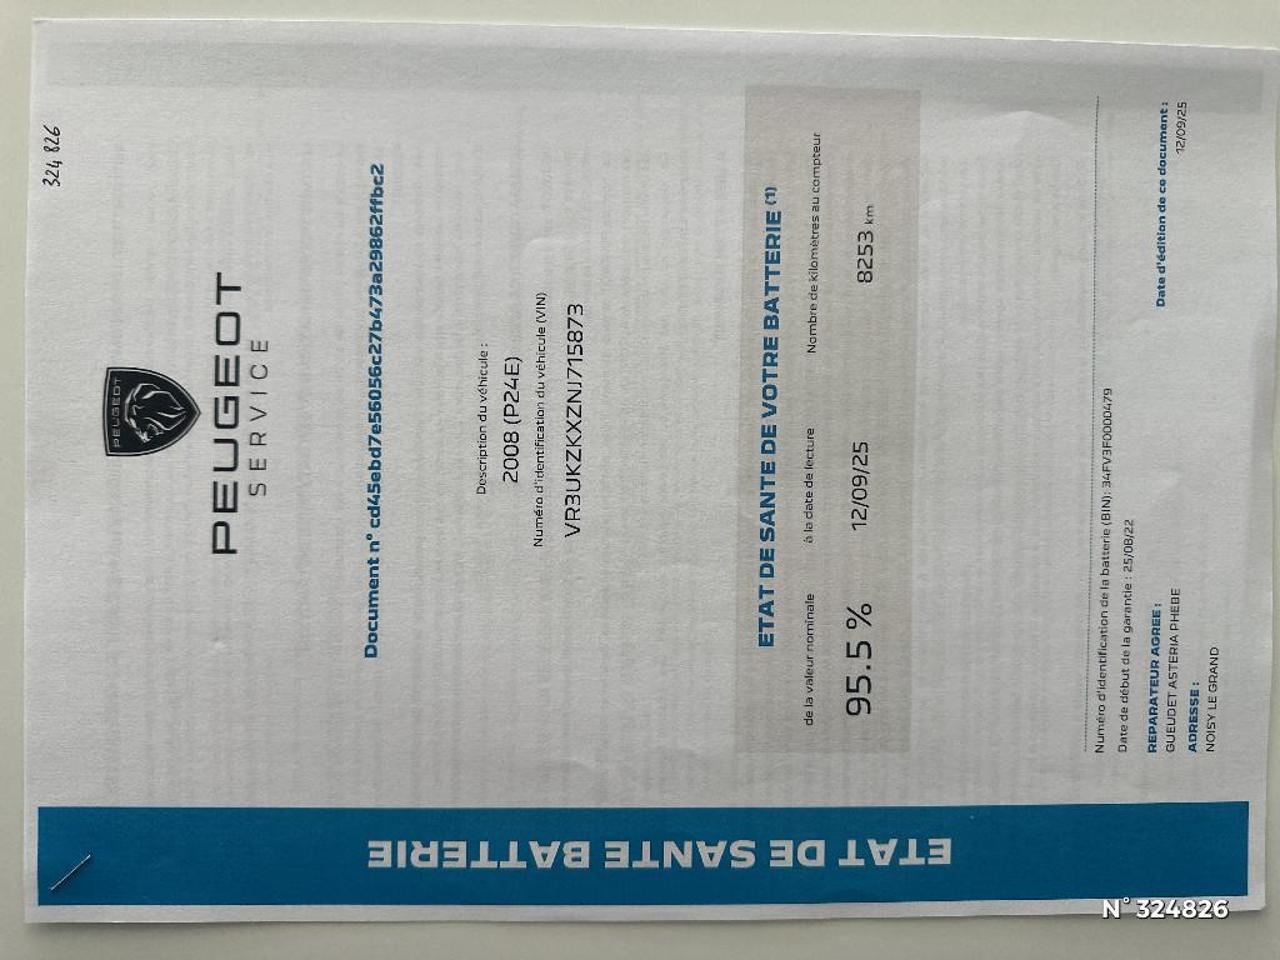 324 826
PEUGEOT
PEUGEOT
SERVICE
Document n° cd45ebd7e56056c27b473a29862ffbc2
Description du véhicule :
2008 (P24E)
Numéro d'identification du véhicule (VIN)
VR3UKZKXZNJ715873
ETAT DE SANTE DE VOTRE BATTERIE (1)
de la valeur nominale à la date de lecture Nombre de kilomètres au compteur
95.5 % 12/09/25 8253 km
Numéro d'identification de la batterie (BIN): 34FV3F0000479
Date de début de la garantie : 25/08/22
REPARATEUR AGREE : Date d'édition de ce document :
GUEUDET ASTERIA PHEBE 12/09/25
ADRESSE :
NOISY LE GRAND
ETAT DE SANTE BATTERIE
N° 324826